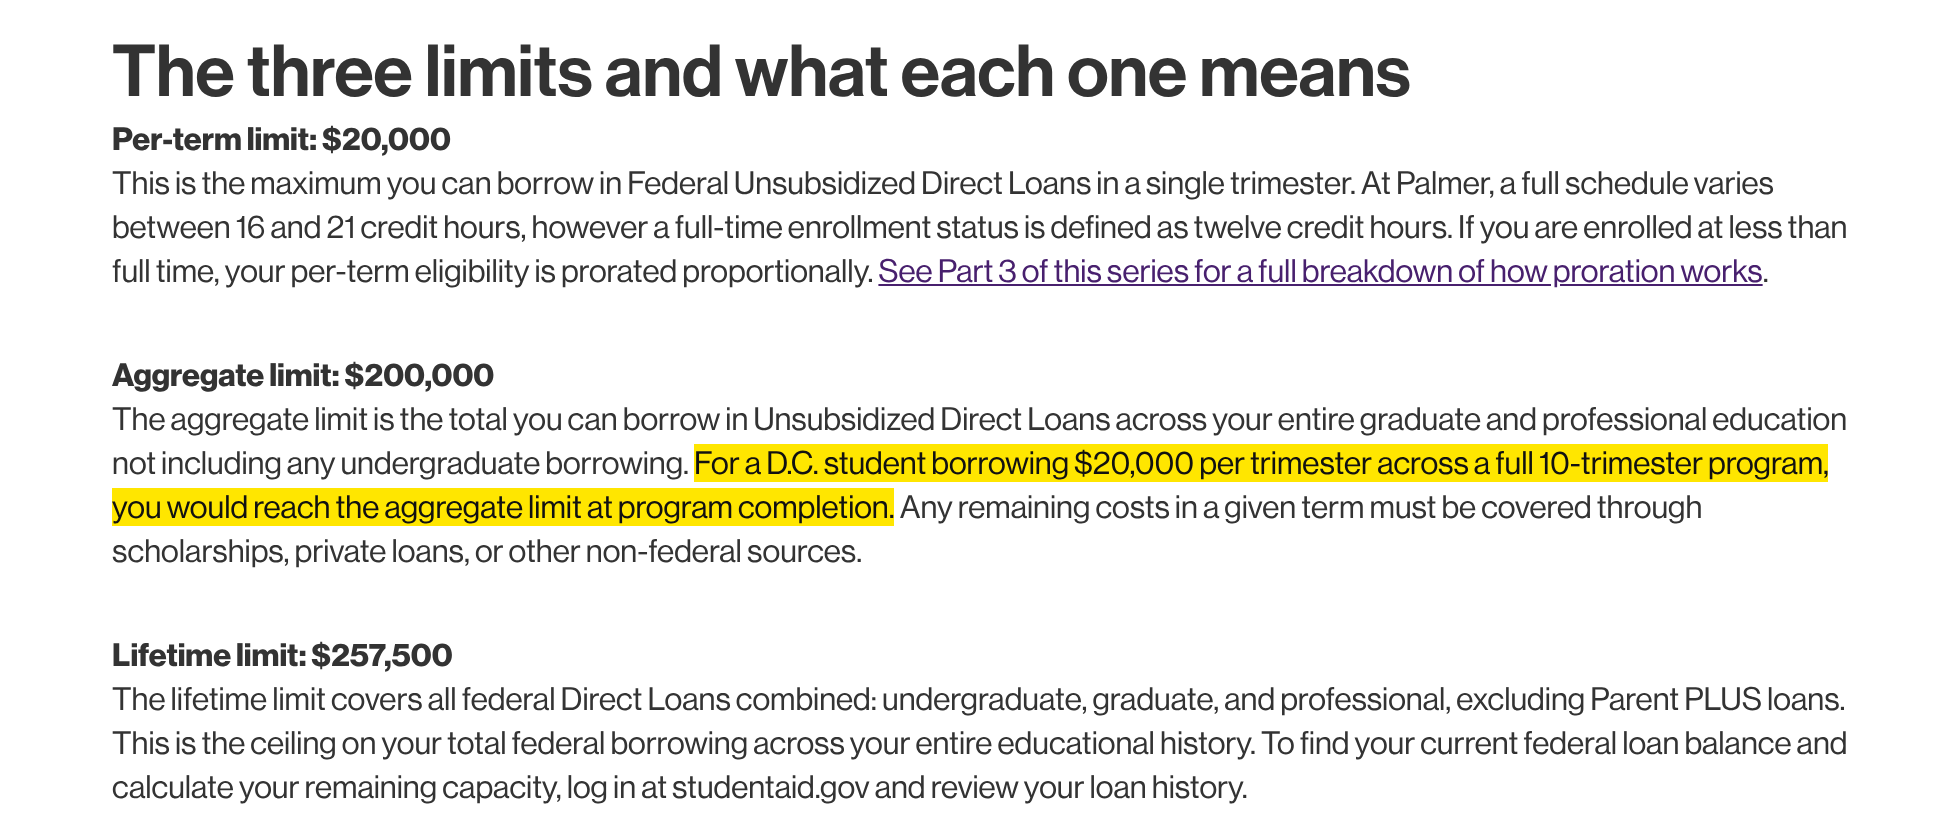 The three limits and what each one means
Per-term limit: $20,000
This is the maximum you can borrow in Federal Unsubsidized Direct Loans in a single trimester. At Palmer, a full schedule varies
between 16 and 21 credit hours, however a full-time enrollment status is defined as twelve credit hours. If you are enrolled at less than
full time, your per-term eligibility is prorated proportionally. See Part 3 of this series for a full breakdown of how proration works.
Aggregate limit: $200,000
The aggregate limit is the total you can borrow in Unsubsidized Direct Loans across your entire graduate and professional education
not including any undergraduate borrowing. For a D.C. student borrowing $20,000 per trimester across a full 10-trimester program,
you would reach the aggregate limit at program completion. Any remaining costs in a given term must be covered through
scholarships, private loans, or other non-federal sources.
Lifetime limit: $257,500
The lifetime limit covers all federal Direct Loans combined: undergraduate, graduate, and professional, excluding Parent PLUS loans.
This is the ceiling on your total federal borrowing across your entire educational history. To find your current federal loan balance and
calculate your remaining capacity, log in at studentaid.gov and review your loan history.